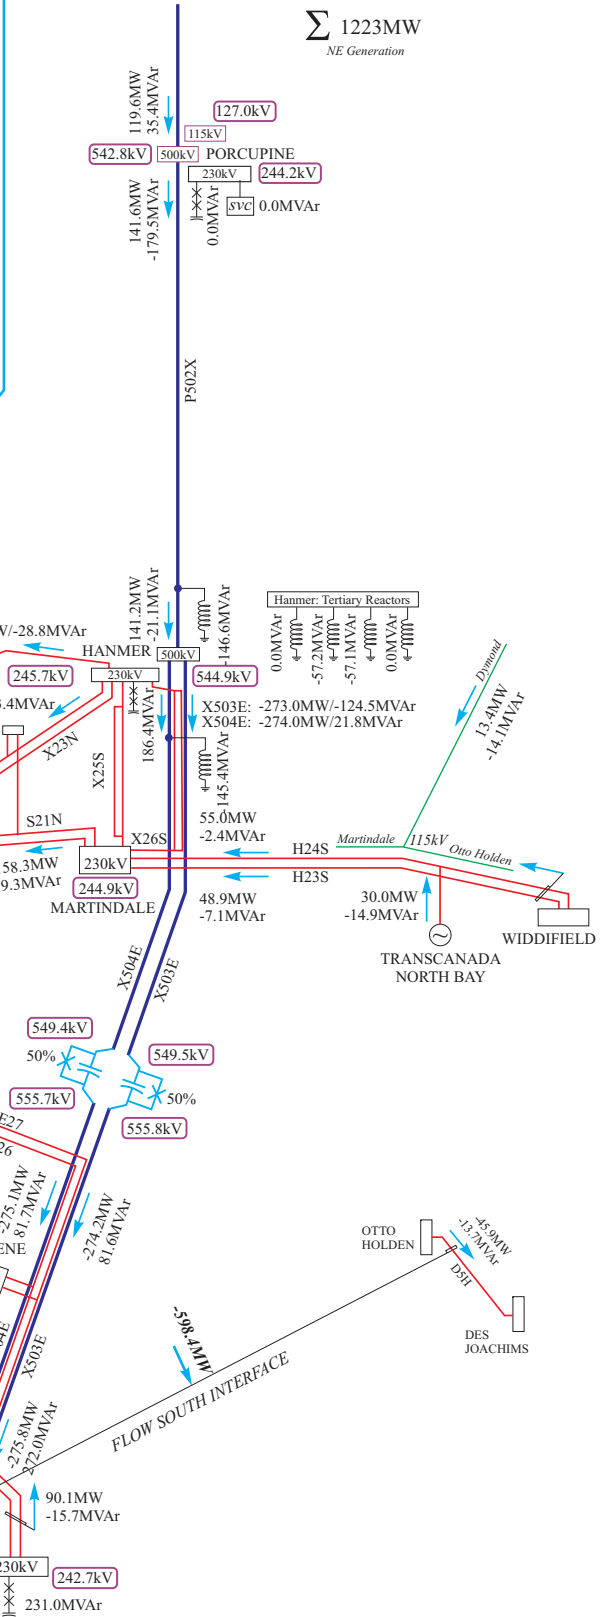 Σ 1223MW
NE Generation
119.6MW
35.4MVAr
127.0kV
115kV
542.8kV
500kV
PORCUPINE
230kV
244.2kV
141.6MW
-179.5MVAr
0.0MVAr
SVC
0.0MVAr
P502X
141.2MW
-21.1MVAr
-146.6MVAr
Hanmer: Tertiary Reactors
0.0MVAr
-57.2MVAr
-57.1MVAr
0.0MVAr
W/-28.8MVAr
HANMER
500kV
245.7kV
230kV
544.9kV
.4MVAr
186.4MVAr
X503E: -273.0MW/-124.5MVAr
X504E: -274.0MW/21.8MVAr
-145.4MVAr
Dymond
13.4MW
-14.1MVAr
X23N
X25S
S21N
X26S
55.0MW
-2.4MVAr
H24S
Martindale
115kV
Otto Holden
58.3MW
9.3MVAr
230kV
244.9kV
MARTINDALE
H23S
48.9MW
-7.1MVAr
30.0MW
-14.9MVAr
WIDDIFIELD
TRANSCANADA
NORTH BAY
X504E
X503E
549.4kV
549.5kV
50%
50%
555.7kV
555.8kV
E27
26
-275.1MW
81.7MVAr
-274.2MW
81.6MVAr
ENE
OTTO
HOLDEN
-45.9MW
-13.7MVAr
D5H
DES
JOACHIMS
04E
X503E
-598.4MW
FLOW SOUTH INTERFACE
-275.8MW
272.0MVAr
90.1MW
-15.7MVAr
230kV
242.7kV
231.0MVAr